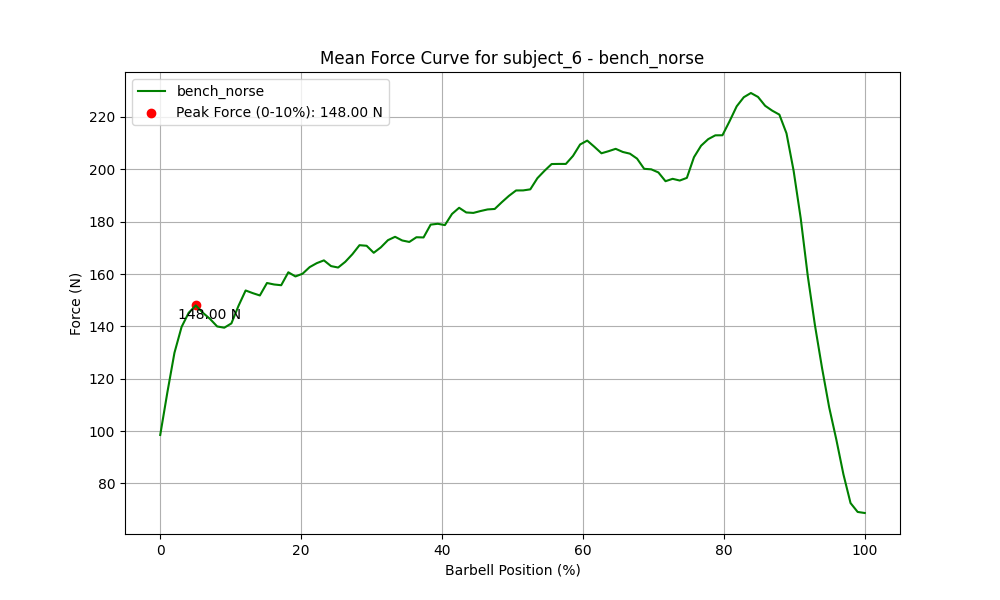 Mean Force Curve for subject_6 - bench_norse
bench_norse
Peak Force (0-10%): 148.00 N
220
200
180
160
140
120
100
80
Force (N)
148.00 N
0 20 40 60 80 100
Barbell Position (%)